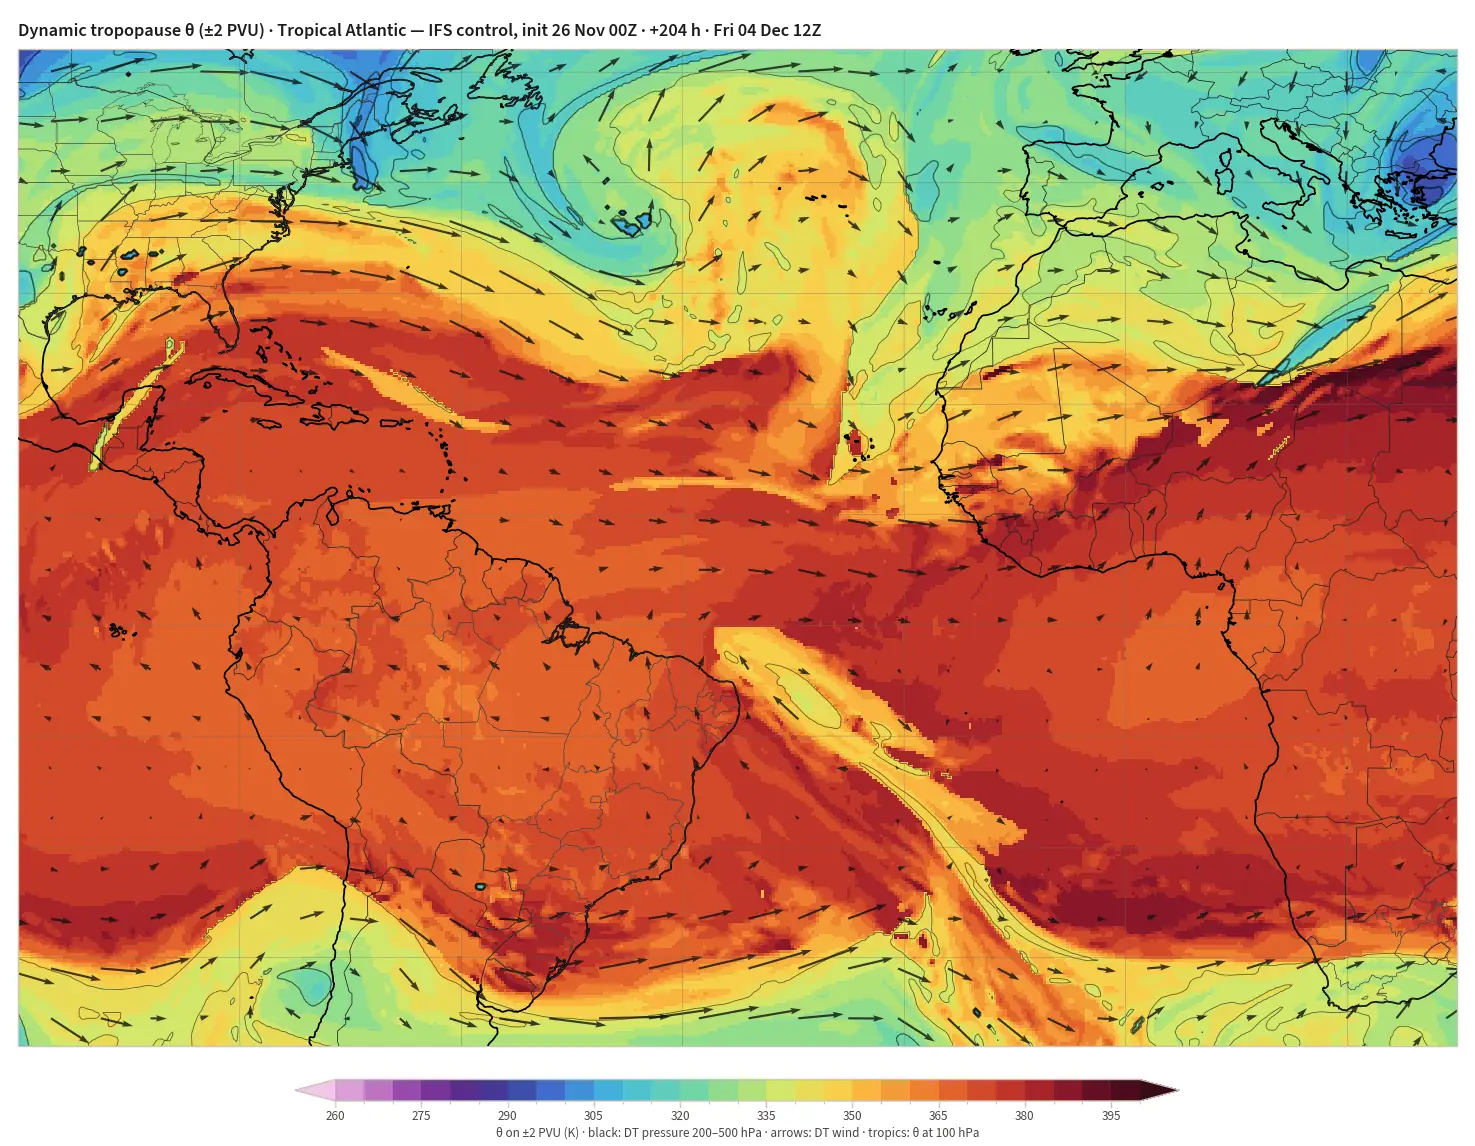 Dynamic tropopause θ (±2 PVU) · Tropical Atlantic — IFS control, init 26 Nov 00Z · +204 h · Fri 04 Dec 12Z
260 275 290 305 320 335 350 365 380 395
θ on ±2 PVU (K) · black: DT pressure 200–500 hPa · arrows: DT wind · tropics: θ at 100 hPa